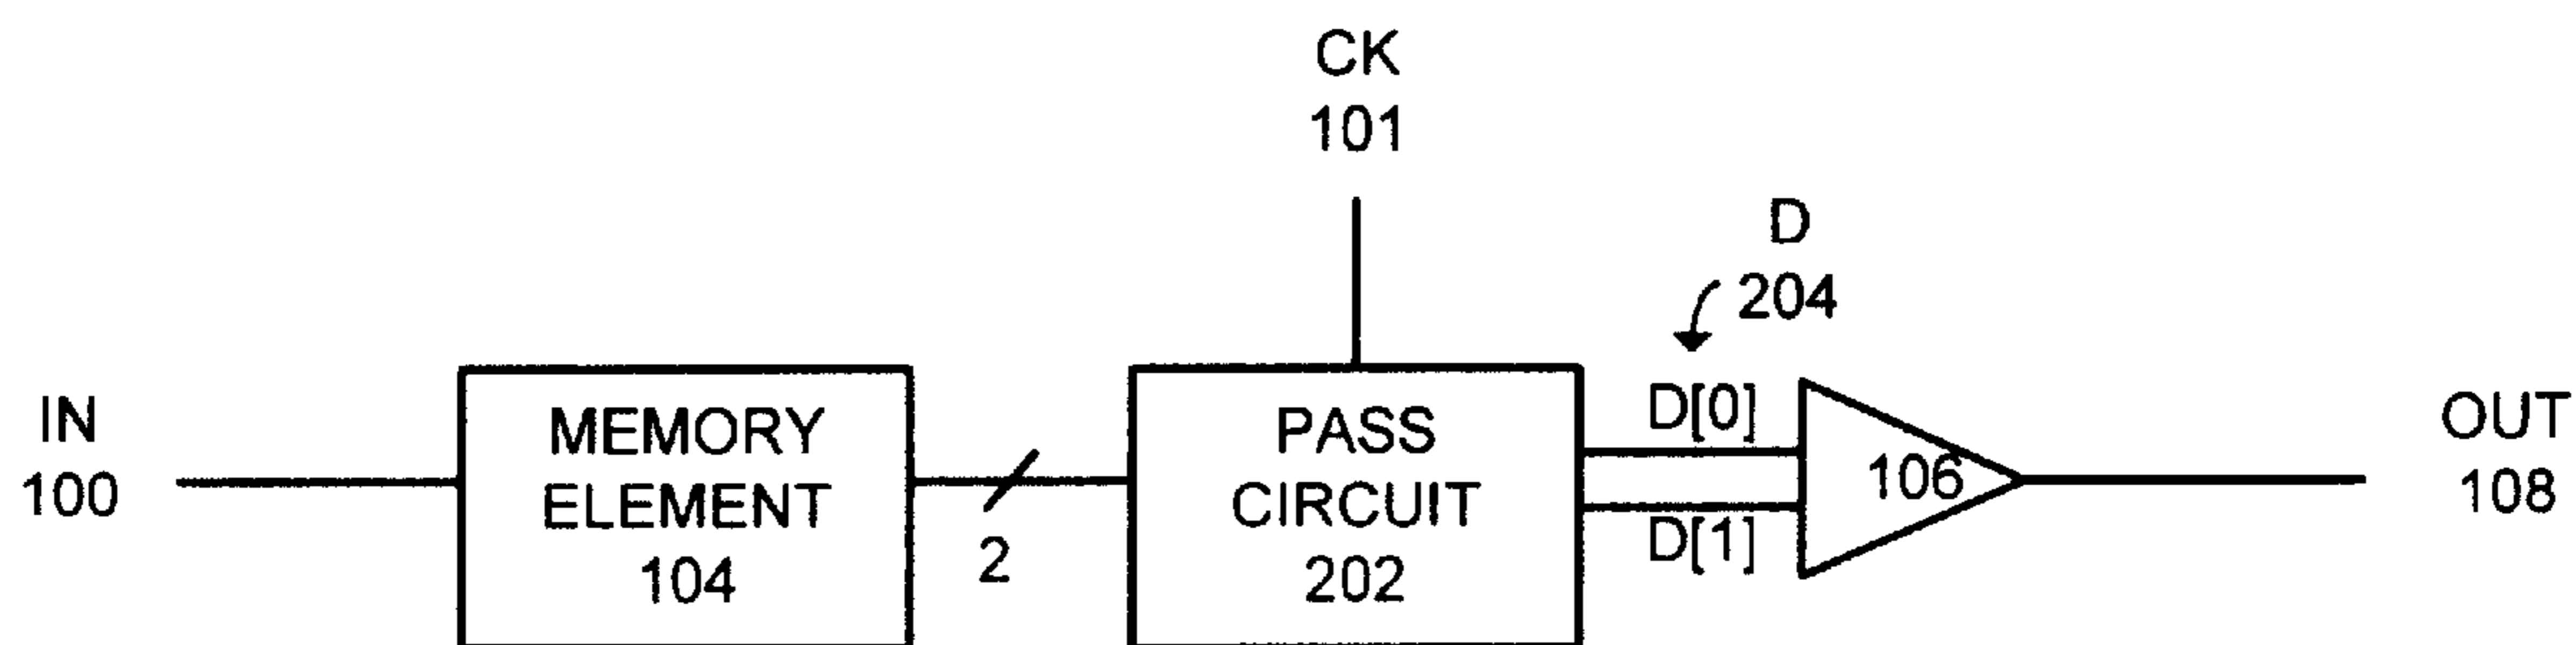 CK
101
D
204
IN
100
MEMORY
ELEMENT
104
2
PASS
CIRCUIT
202
D[0]
D[1]
106
OUT
108